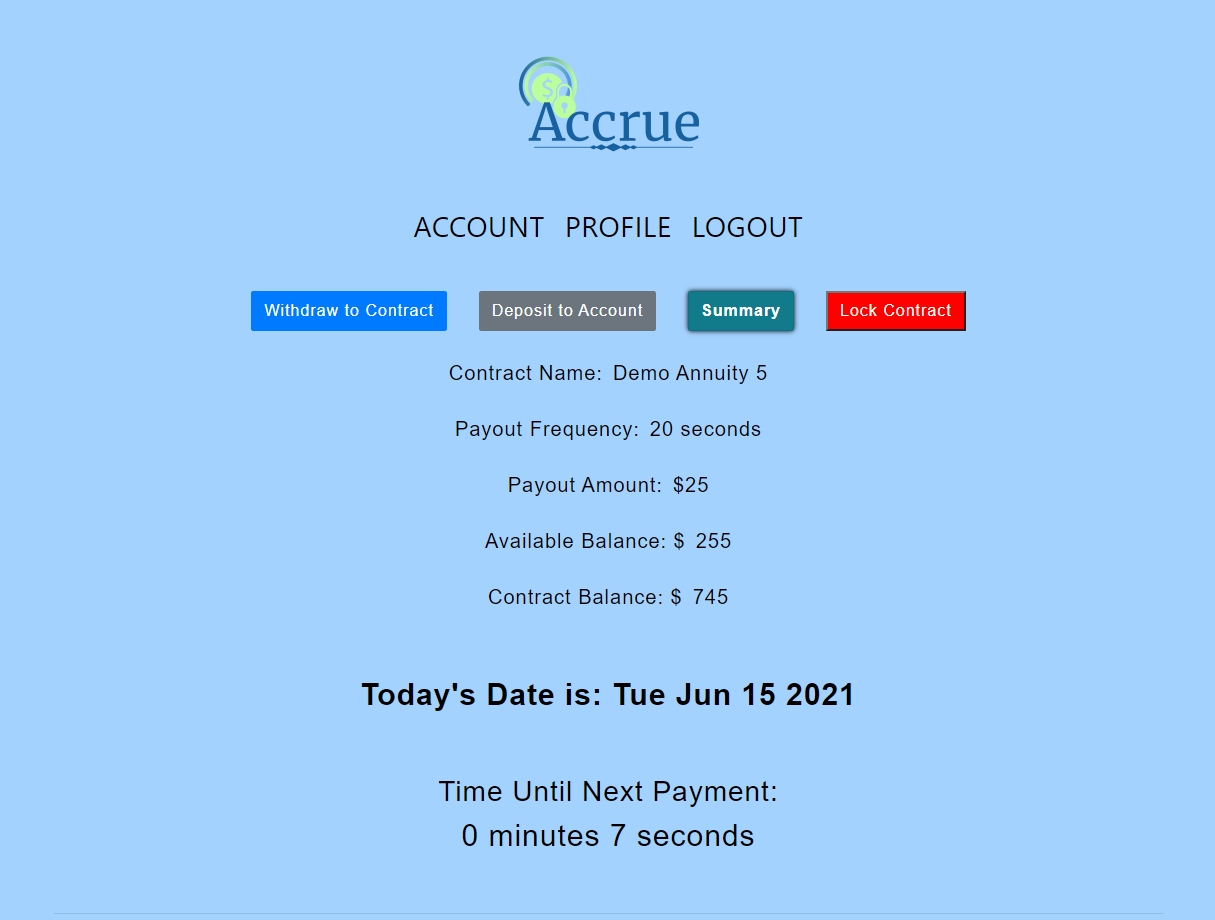 $
Accrue
ACCOUNT PROFILE LOGOUT
Withdraw to Contract Deposit to Account Summary Lock Contract
Contract Name: Demo Annuity 5
Payout Frequency: 20 seconds
Payout Amount: $25
Available Balance: $ 255
Contract Balance: $ 745
Today's Date is: Tue Jun 15 2021
Time Until Next Payment:
0 minutes 7 seconds